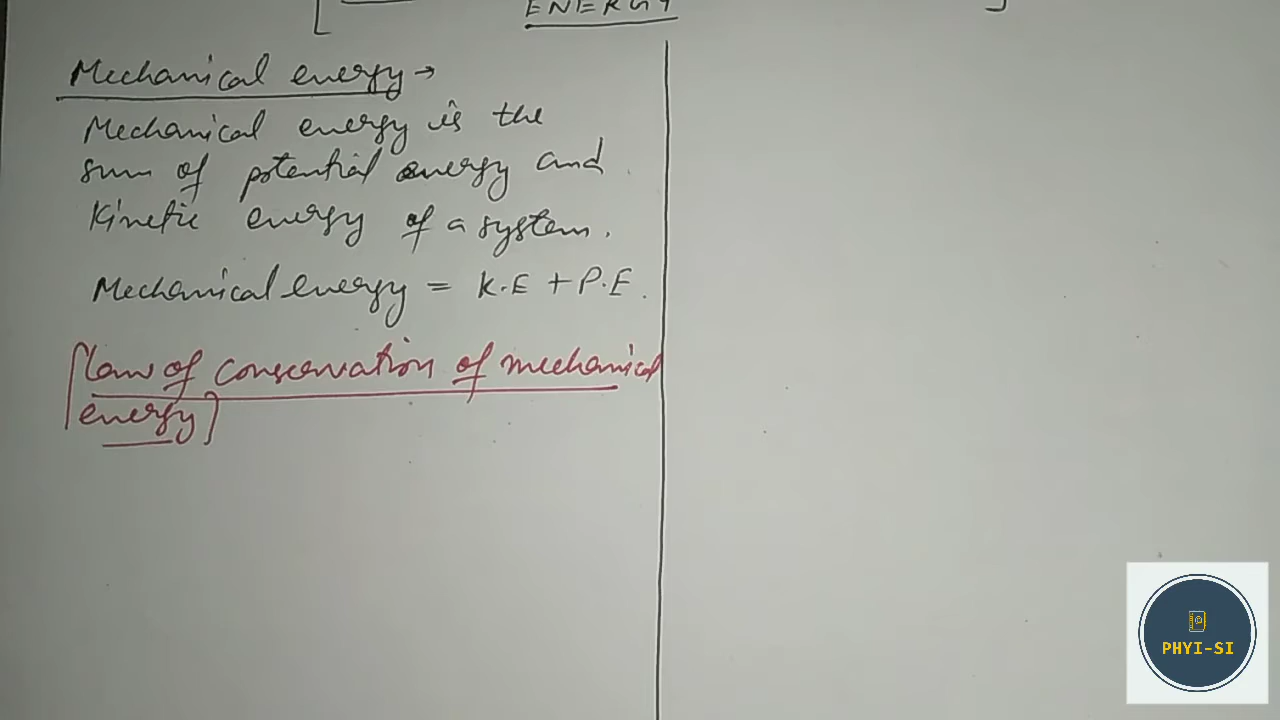 ENERGY
Mechanical energy →
Mechanical energy is the
sum of potential energy and
Kinetic energy of a system.
Mechanical energy = K.E + P.E.
[law of conservation of mechanical
energy]
PHYI-SI